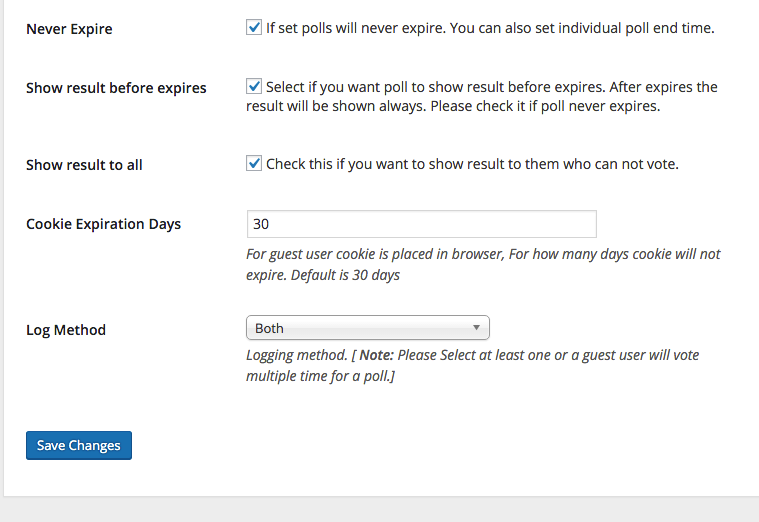 Never Expire
If set polls will never expire. You can also set individual poll end time.
Show result before expires
Select if you want poll to show result before expires. After expires the
result will be shown always. Please check it if poll never expires.
Show result to all
Check this if you want to show result to them who can not vote.
Cookie Expiration Days
30
For guest user cookie is placed in browser, For how many days cookie will not
expire. Default is 30 days
Log Method
Both
Logging method. [ Note: Please Select at least one or a guest user will vote
multiple time for a poll.]
Save Changes